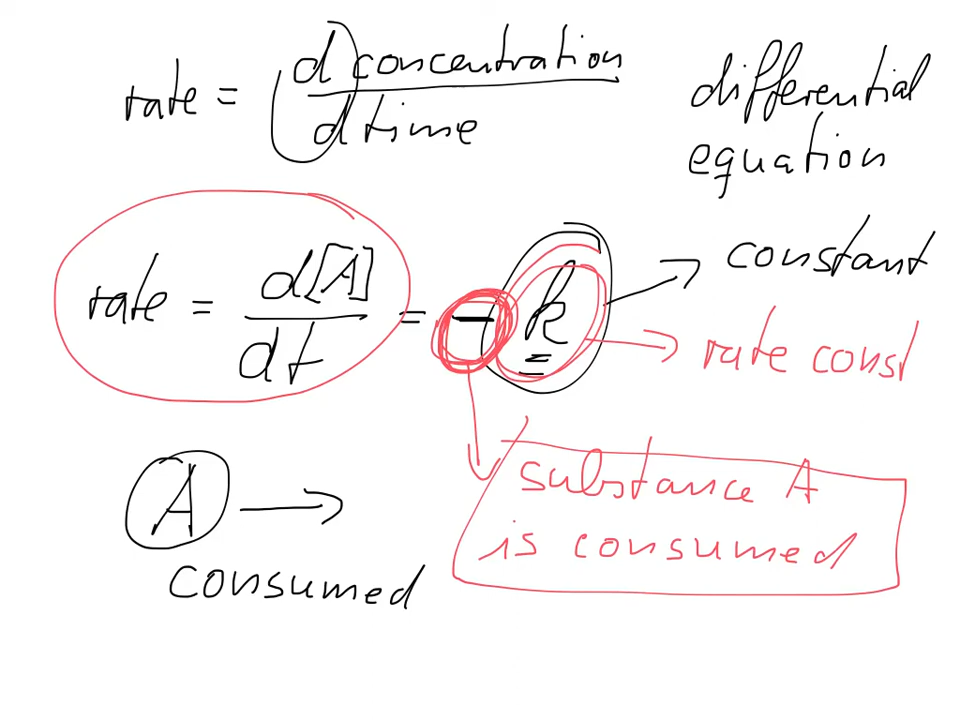 rate = d concentration / d time
differential
equation
rate = d[A] / dt = - k
constant
rate const
A →
consumed
substance A
is consumed